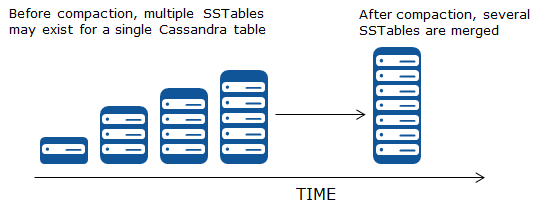 Before compaction, multiple SSTables
may exist for a single Cassandra table
After compaction, several
SSTables are merged
TIME